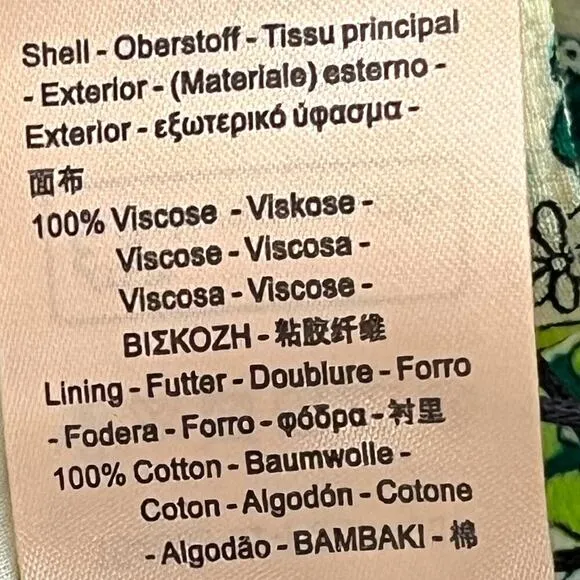 Shell - Oberstoff - Tissu principal
- Exterior - (Materiale) esterno -
Exterior - εξωτερικό ύφασμα -
面布
100% Viscose - Viskose -
Viscose - Viscosa -
Viscosa - Viscose -
ΒΙΣΚΟΖΗ - 粘胶纤维
Lining - Futter - Doublure - Forro
- Fodera - Forro - φόδρα - 衬里
100% Cotton - Baumwolle -
Coton - Algodón - Cotone
- Algodão - BAMBAKI - 棉